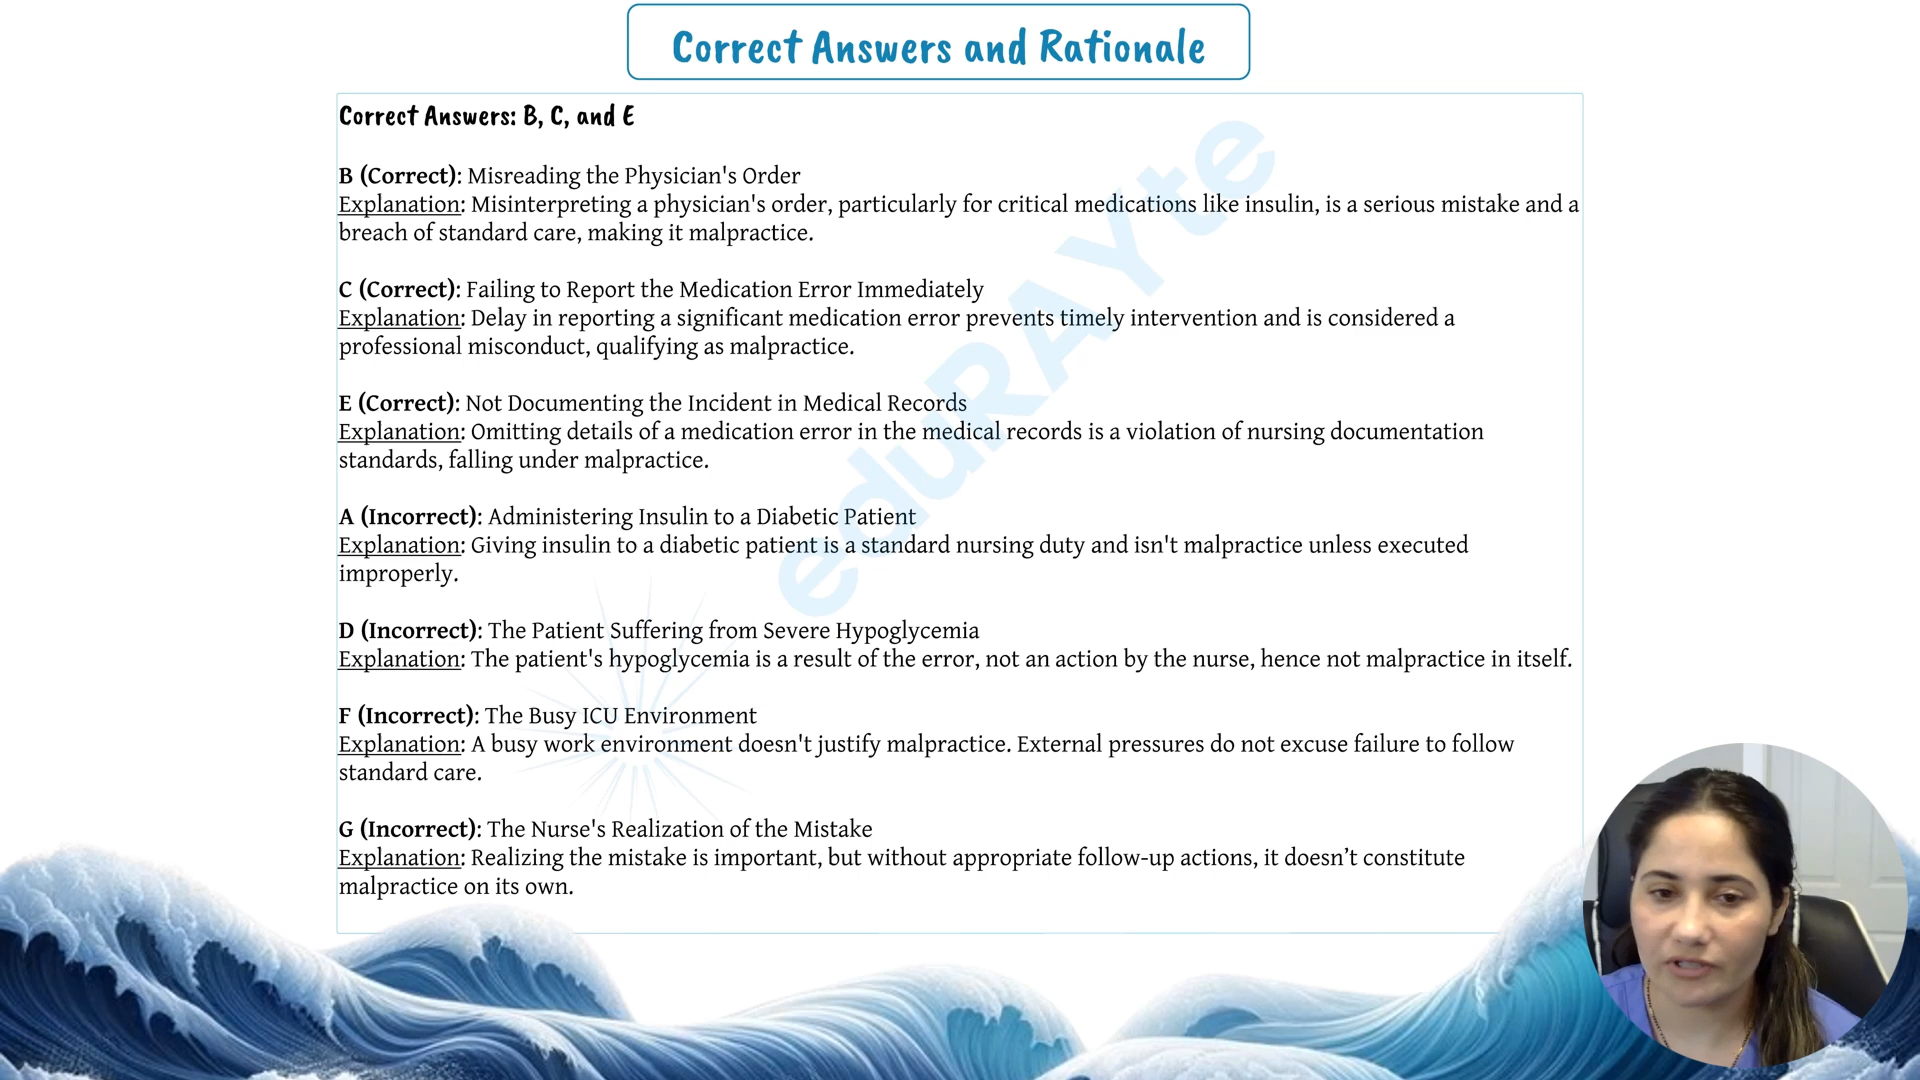 Correct Answers and Rationale
Correct Answers: B, C, and E
B (Correct): Misreading the Physician's Order
Explanation: Misinterpreting a physician's order, particularly for critical medications like insulin, is a serious mistake and a
breach of standard care, making it malpractice.
C (Correct): Failing to Report the Medication Error Immediately
Explanation: Delay in reporting a significant medication error prevents timely intervention and is considered a
professional misconduct, qualifying as malpractice.
E (Correct): Not Documenting the Incident in Medical Records
Explanation: Omitting details of a medication error in the medical records is a violation of nursing documentation
standards, falling under malpractice.
A (Incorrect): Administering Insulin to a Diabetic Patient
Explanation: Giving insulin to a diabetic patient is a standard nursing duty and isn't malpractice unless executed
improperly.
D (Incorrect): The Patient Suffering from Severe Hypoglycemia
Explanation: The patient's hypoglycemia is a result of the error, not an action by the nurse, hence not malpractice in itself.
F (Incorrect): The Busy ICU Environment
Explanation: A busy work environment doesn't justify malpractice. External pressures do not excuse failure to follow
standard care.
G (Incorrect): The Nurse's Realization of the Mistake
Explanation: Realizing the mistake is important, but without appropriate follow-up actions, it doesn’t constitute
malpractice on its own.
eduRAYte